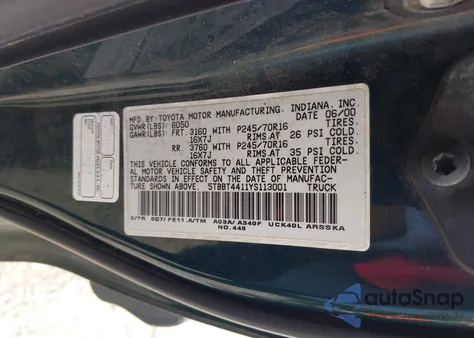 MFD. BY: TOYOTA MOTOR MANUFACTURING, INDIANA, INC.
GVWR(LBS): 6050 06/00
GAWR(LBS): FRT. 3160 WITH P245/70R16 TIRES.
16X7J RIMS AT 26 PSI COLD.
RR. 3760 WITH P245/70R16 TIRES.
16X7J RIMS AT 35 PSI COLD.
THIS VEHICLE CONFORMS TO ALL APPLICABLE FEDER-
AL MOTOR VEHICLE SAFETY AND THEFT PREVENTION
STANDARDS IN EFFECT ON THE DATE OF MANUFAC-
TURE SHOWN ABOVE. 5TBBT4411YS113001 TRUCK
C/TR 6Q7/FE11,A/TM A03A/A340F UCK40L ARSSKA
NO.448
autoSnap